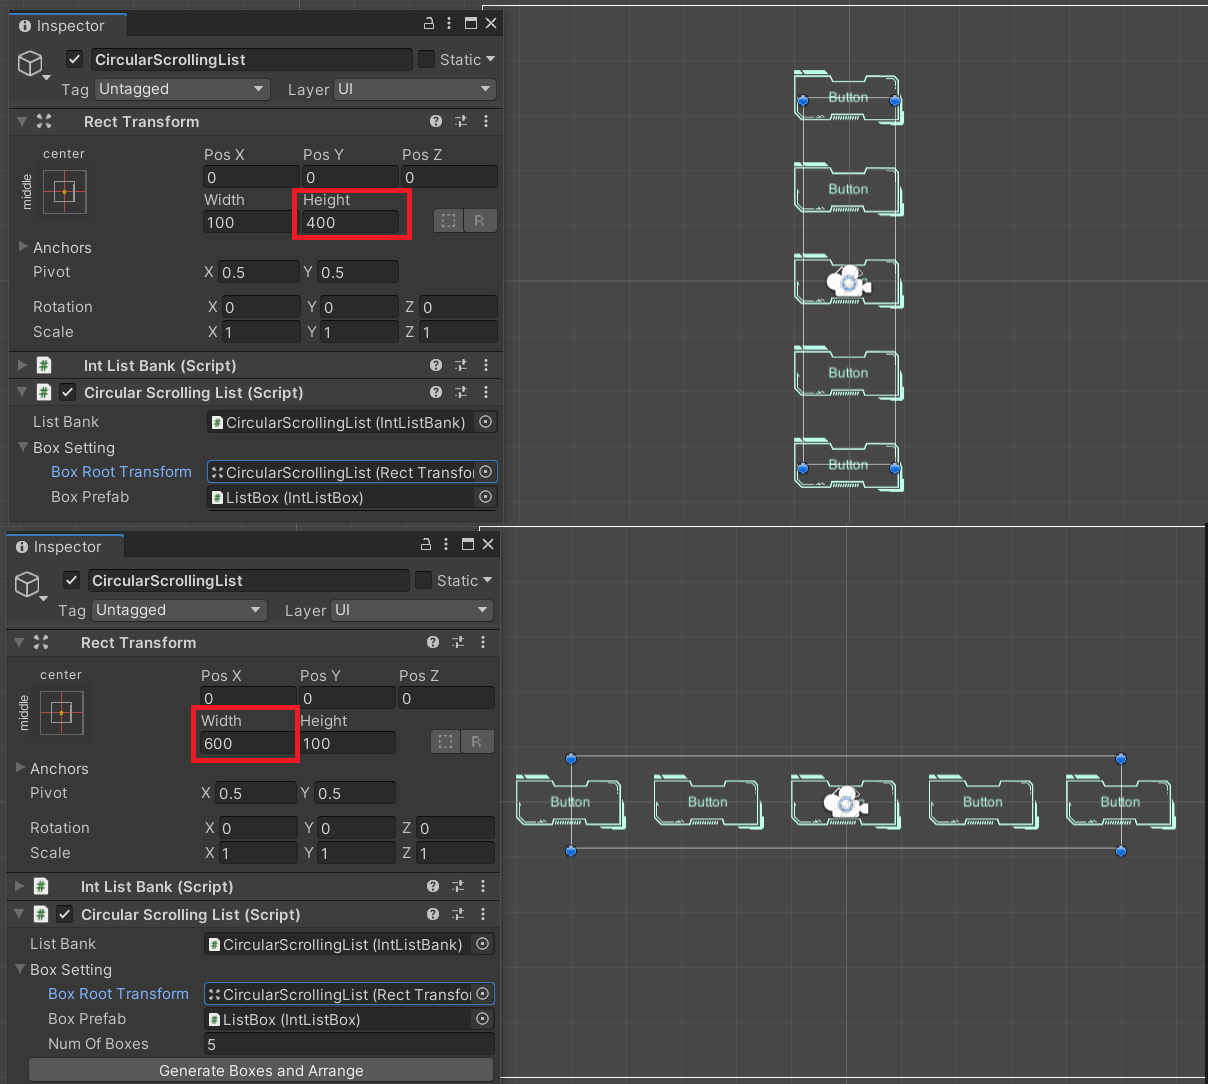 Inspector
CircularScrollingList
Static
Tag Untagged Layer UI
Rect Transform
center
middle
Pos X Pos Y Pos Z
0 0 0
Width Height
100 400
R
Anchors
Pivot X 0.5 Y 0.5
Rotation X 0 Y 0 Z 0
Scale X 1 Y 1 Z 1
Int List Bank (Script)
Circular Scrolling List (Script)
List Bank CircularScrollingList (IntListBank)
Box Setting
Box Root Transform CircularScrollingList (Rect Transfor
Box Prefab ListBox (IntListBox)
Button
Button
Button
Button
Inspector
CircularScrollingList
Static
Tag Untagged Layer UI
Rect Transform
center
middle
Pos X Pos Y Pos Z
0 0 0
Width Height
600 100
R
Anchors
Pivot X 0.5 Y 0.5
Rotation X 0 Y 0 Z 0
Scale X 1 Y 1 Z 1
Int List Bank (Script)
Circular Scrolling List (Script)
List Bank CircularScrollingList (IntListBank)
Box Setting
Box Root Transform CircularScrollingList (Rect Transfor
Box Prefab ListBox (IntListBox)
Num Of Boxes 5
Generate Boxes and Arrange
Button Button Button Button